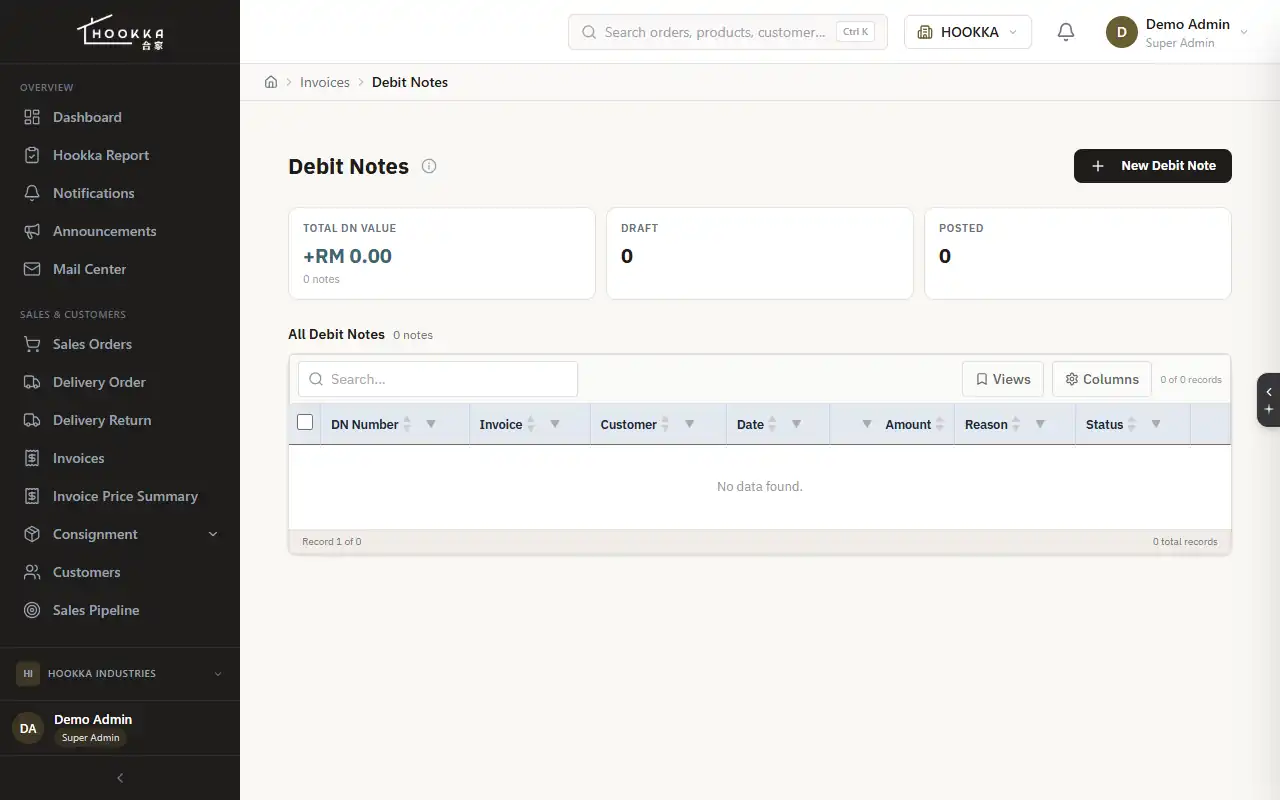 HOOKKA
合家
Search orders, products, customer...
Ctrl K
HOOKKA
D
Demo Admin
Super Admin
OVERVIEW
Dashboard
Hookka Report
Notifications
Announcements
Mail Center
SALES & CUSTOMERS
Sales Orders
Delivery Order
Delivery Return
Invoices
Invoice Price Summary
Consignment
Customers
Sales Pipeline
HI
HOOKKA INDUSTRIES
DA
Demo Admin
Super Admin
Invoices
Debit Notes
Debit Notes
New Debit Note
TOTAL DN VALUE
+RM 0.00
0 notes
DRAFT
0
POSTED
0
All Debit Notes 0 notes
Search...
Views
Columns
0 of 0 records
DN Number Invoice Customer Date Amount Reason Status
No data found.
Record 1 of 0
0 total records